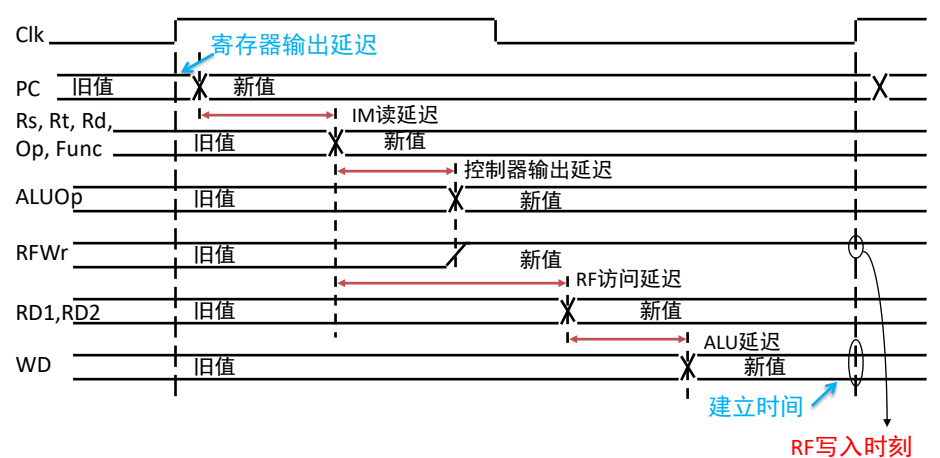 Clk
寄存器输出延迟
PC 旧值 新值
Rs, Rt, Rd, IM读延迟
Op, Func 旧值 新值
控制器输出延迟
ALUOp 旧值 新值
RFWr 旧值 新值
RF访问延迟
RD1,RD2 旧值 新值
ALU延迟
WD 旧值 新值
建立时间
RF写入时刻